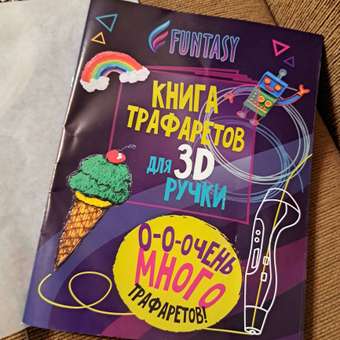 FUNTASY
КНИГА
ТРАФАРЕТОВ
ДЛЯ 3D
РУЧКИ
О-О-ОЧЕНЬ
МНОГО
ТРАФАРЕТОВ!